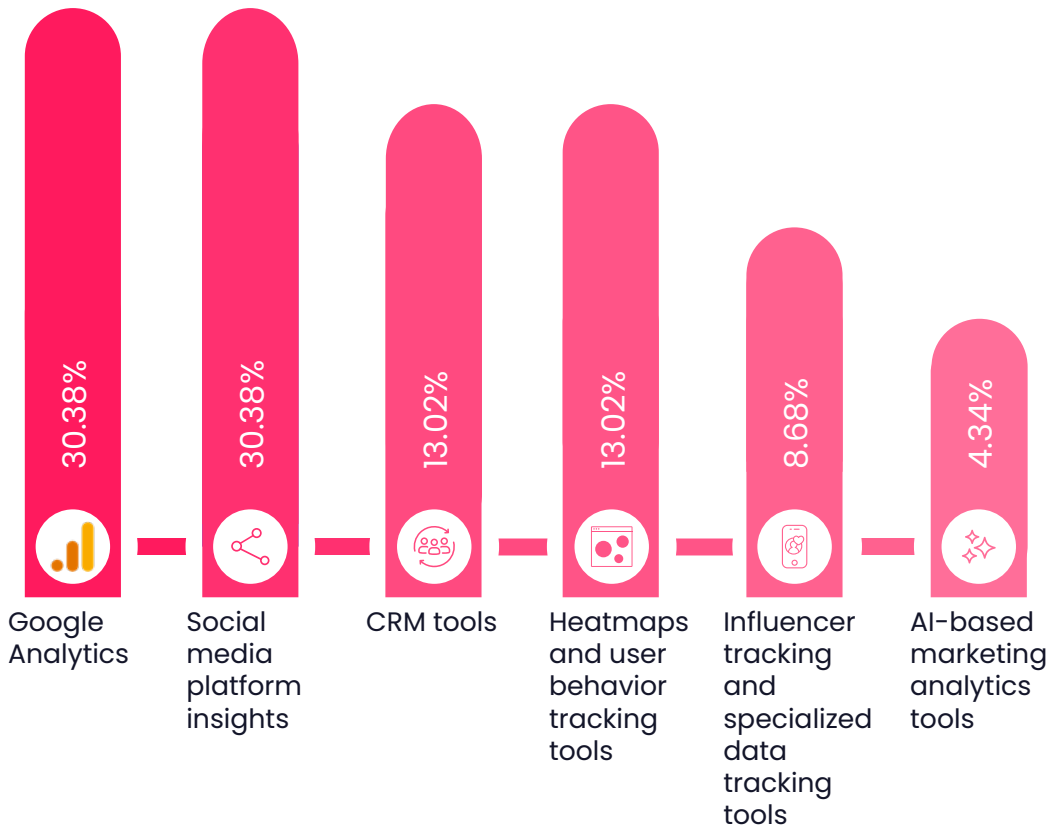 30.38%
30.38%
13.02%
13.02%
8.68%
4.34%
Google
Analytics
Social
media
platform
insights
CRM tools
Heatmaps
and user
behavior
tracking
tools
Influencer
tracking
and
specialized
data
tracking
tools
AI-based
marketing
analytics
tools